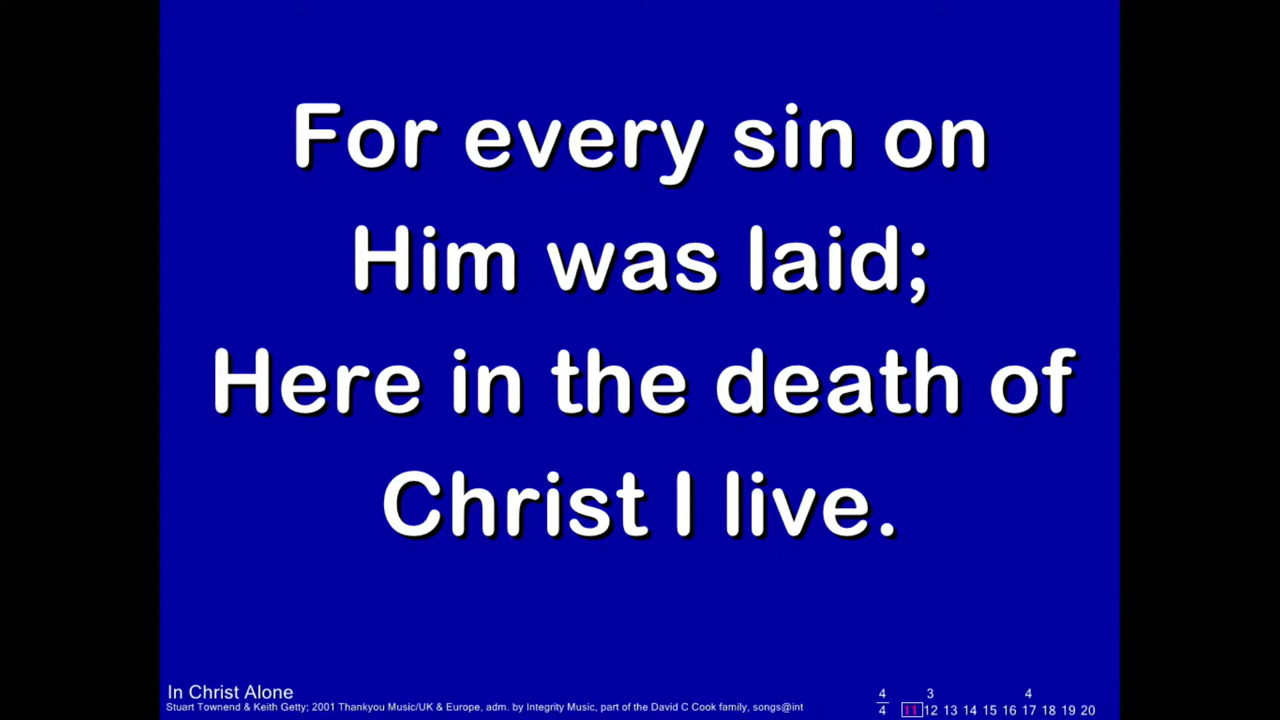 For every sin on
Him was laid;
Here in the death of
Christ I live.
In Christ Alone
Stuart Townend & Keith Getty; 2001 Thankyou Music/UK & Europe, adm. by Integrity Music, part of the David C Cook family, songs@int
4 3 4
4 11 12 13 14 15 16 17 18 19 20